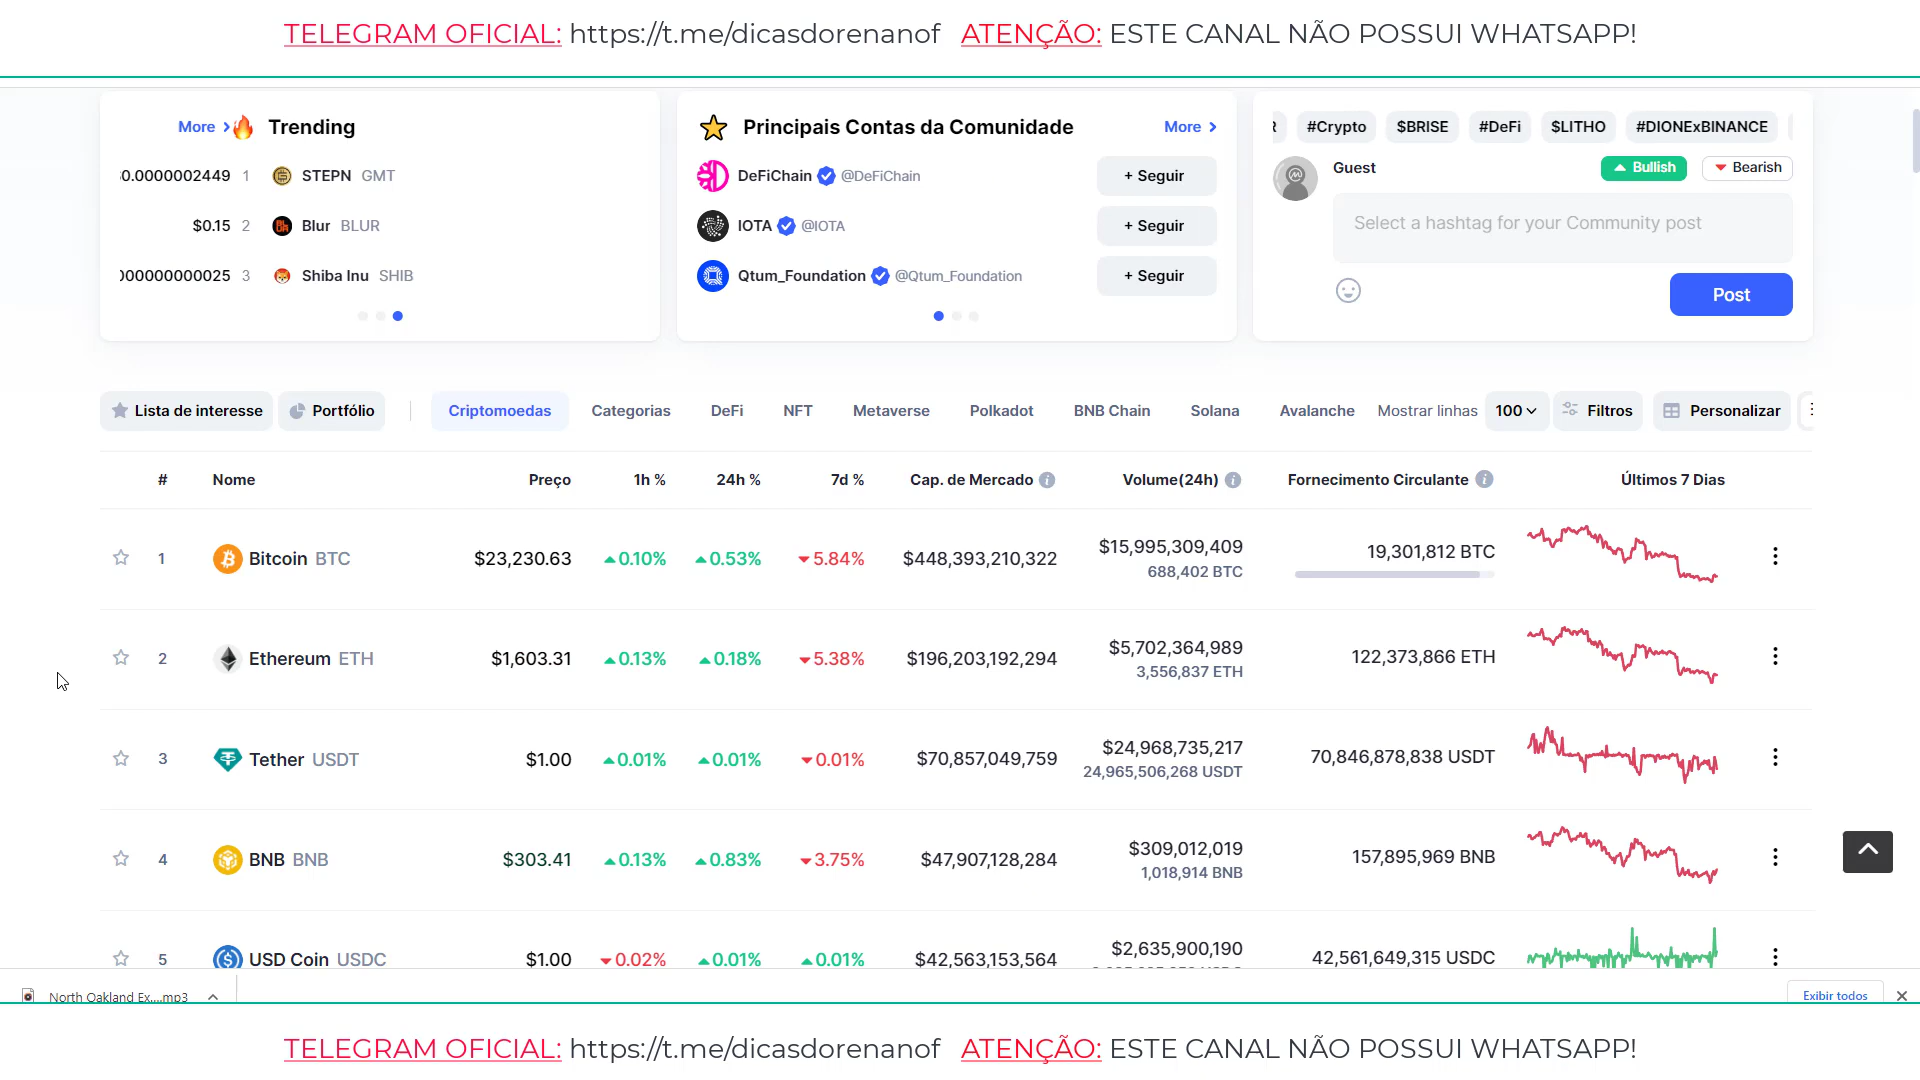 TELEGRAM OFICIAL: https://t.me/dicasdorenanof ATENÇÃO: ESTE CANAL NÃO POSSUI WHATSAPP!
More Trending
0.0000002449 1 STEPN GMT
$0.15 2 Blur BLUR
000000000025 3 Shiba Inu SHIB
Principais Contas da Comunidade More
DeFiChain @DeFiChain + Seguir
IOTA @IOTA + Seguir
Qtum_Foundation @Qtum_Foundation + Seguir
#Crypto $BRISE #DeFi $LITHO #DIONExBINANCE
Guest Bullish Bearish
Select a hashtag for your Community post
Post
Lista de interesse Portfólio Criptomoedas Categorias DeFi NFT Metaverse Polkadot BNB Chain Solana Avalanche Mostrar linhas 100 Filtros Personalizar
# Nome Preço 1h % 24h % 7d % Cap. de Mercado Volume(24h) Fornecimento Circulante Últimos 7 Dias
1 Bitcoin BTC $23,230.63 0.10% 0.53% 5.84% $448,393,210,322 $15,995,309,409 19,301,812 BTC
688,402 BTC
2 Ethereum ETH $1,603.31 0.13% 0.18% 5.38% $196,203,192,294 $5,702,364,989 122,373,866 ETH
3,556,837 ETH
3 Tether USDT $1.00 0.01% 0.01% 0.01% $70,857,049,759 $24,968,735,217 70,846,878,838 USDT
24,965,506,268 USDT
4 BNB BNB $303.41 0.13% 0.83% 3.75% $47,907,128,284 $309,012,019 157,895,969 BNB
1,018,914 BNB
5 USD Coin USDC $1.00 0.02% 0.01% 0.01% $42,563,153,564 $2,635,900,190 42,561,649,315 USDC
North Oakland Ex....mp3 Exibir todos
TELEGRAM OFICIAL: https://t.me/dicasdorenanof ATENÇÃO: ESTE CANAL NÃO POSSUI WHATSAPP!